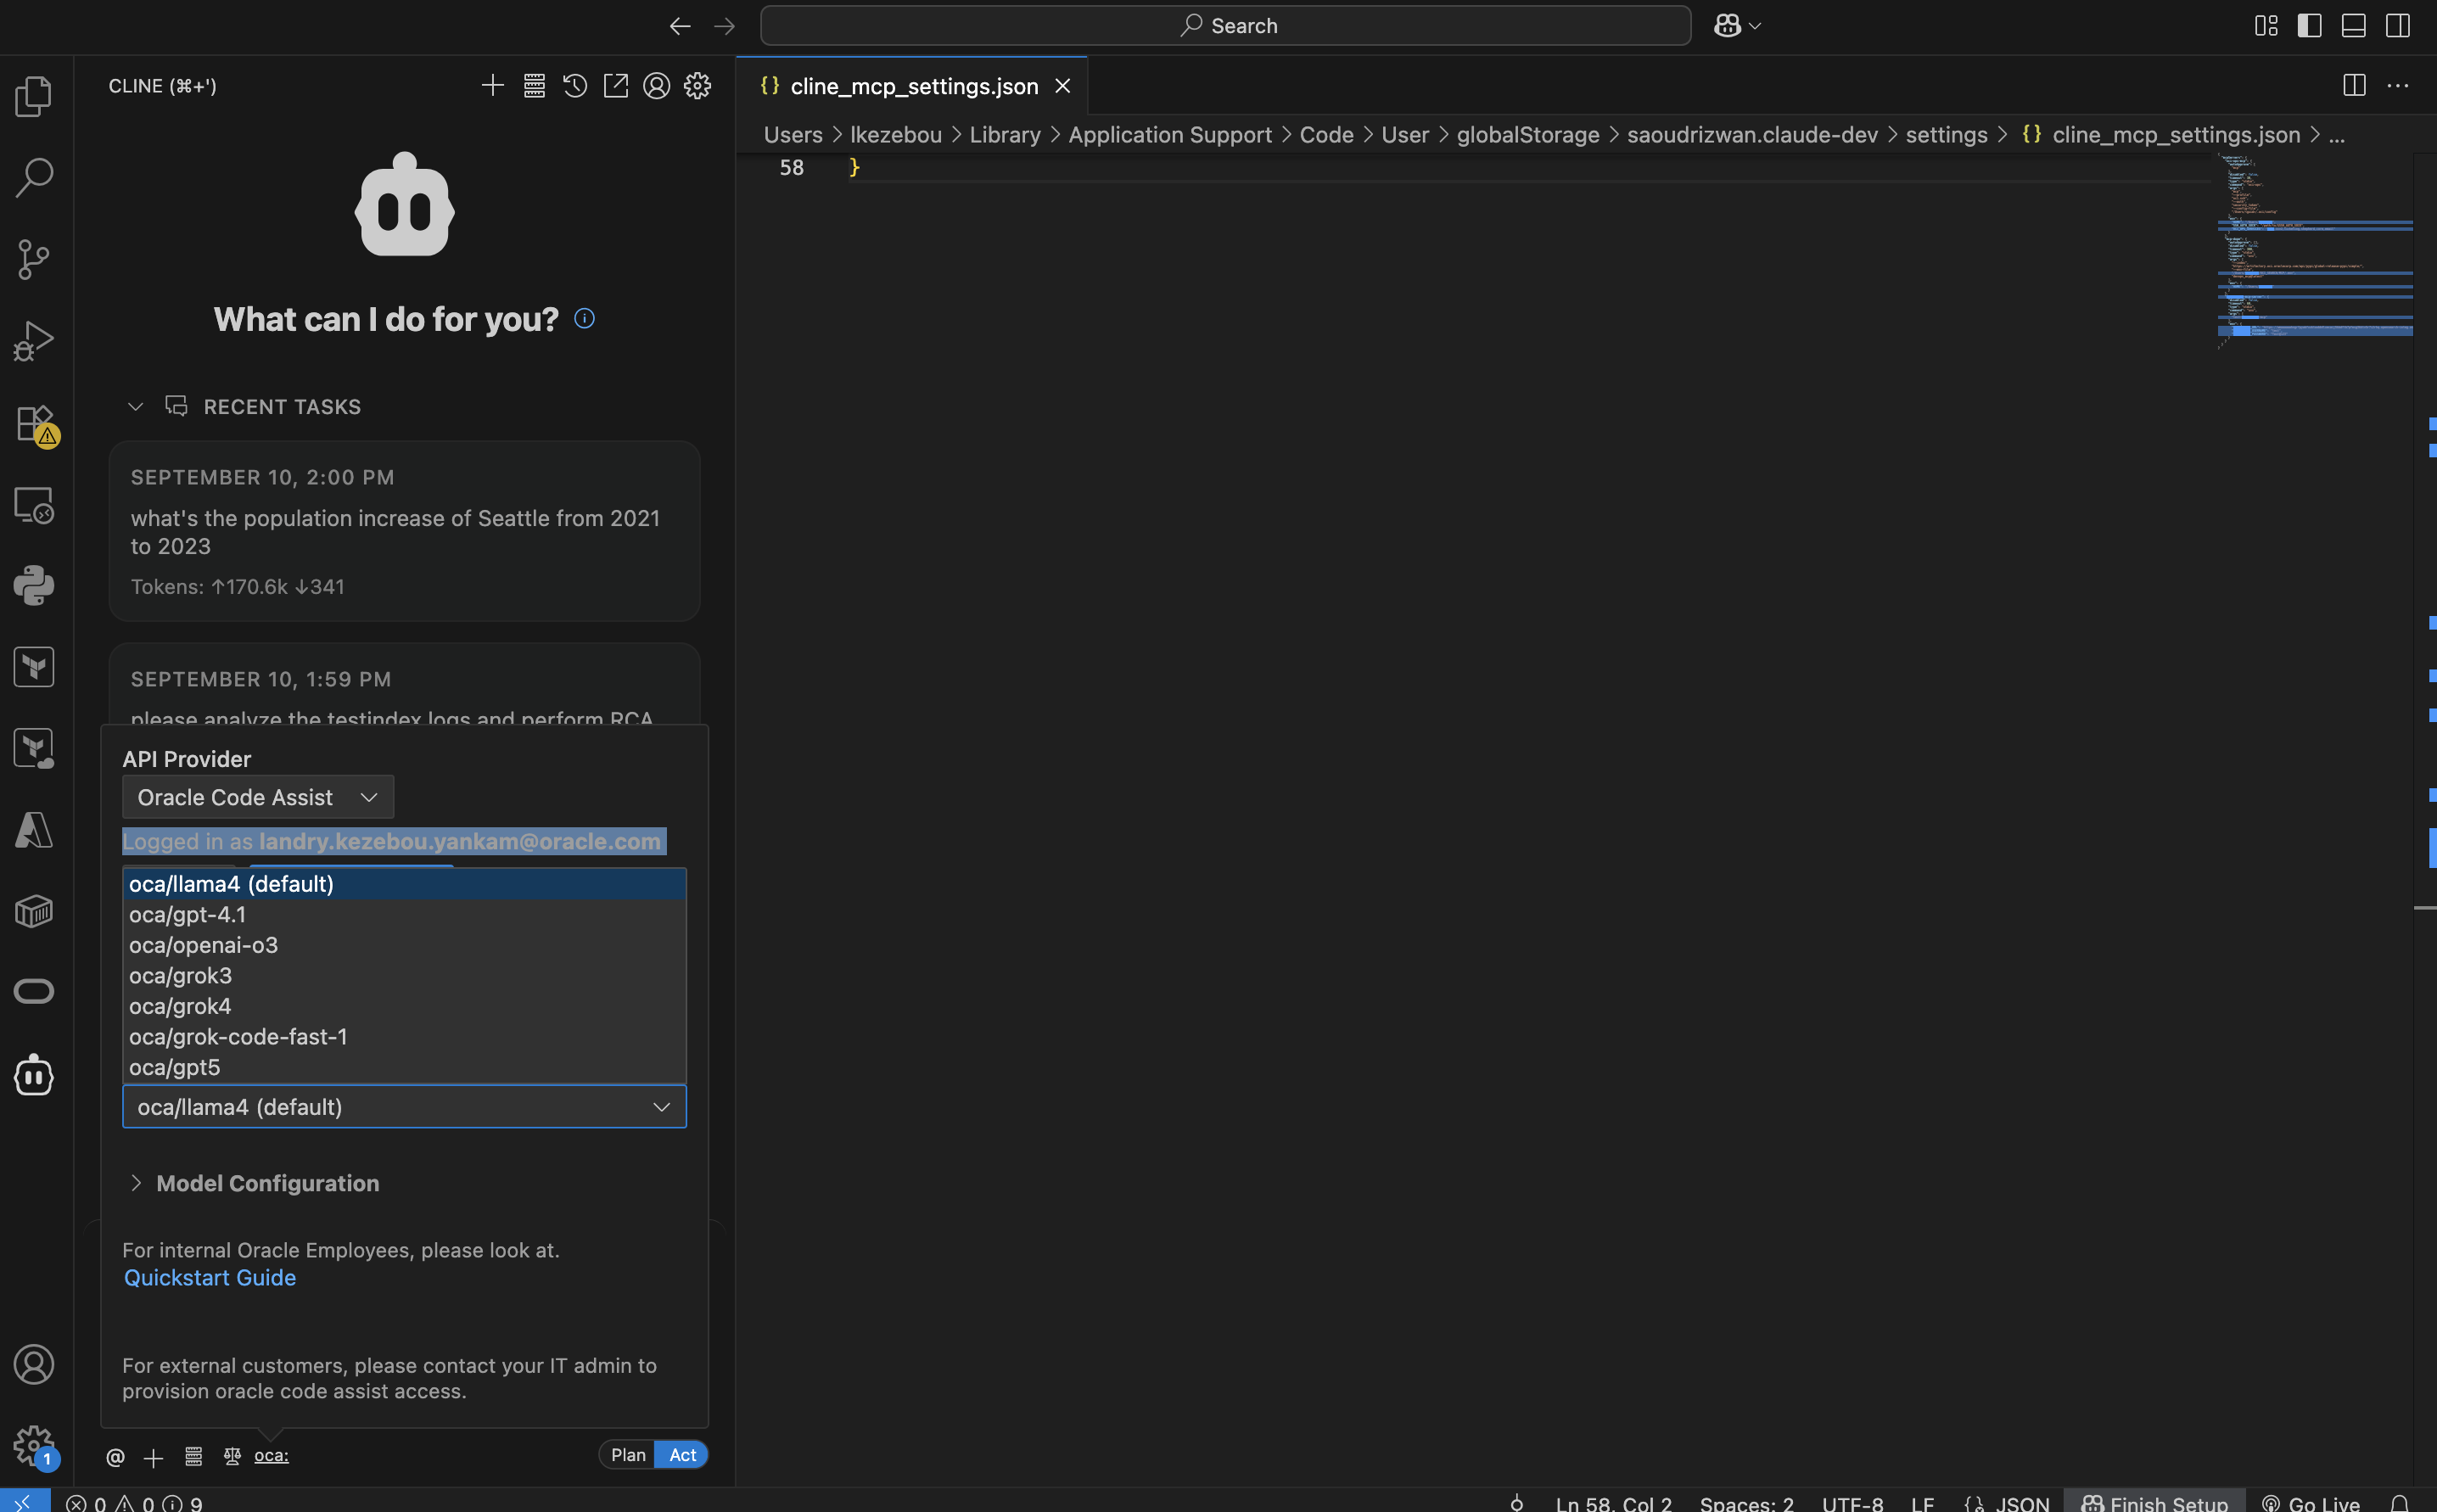 Search
CLINE (⌘+')
What can I do for you?
RECENT TASKS
SEPTEMBER 10, 2:00 PM
what's the population increase of Seattle from 2021
to 2023
Tokens: ↑170.6k ↓341
SEPTEMBER 10, 1:59 PM
please analyze the testindex logs and perform RCA
API Provider
Oracle Code Assist
Logged in as landry.kezebou.yankam@oracle.com
oca/llama4 (default)
oca/gpt-4.1
oca/openai-o3
oca/grok3
oca/grok4
oca/grok-code-fast-1
oca/gpt5
oca/llama4 (default)
Model Configuration
For internal Oracle Employees, please look at.
Quickstart Guide
For external customers, please contact your IT admin to
provision oracle code assist access.
@ oca: Plan Act
1
{} cline_mcp_settings.json
Users > lkezebou > Library > Application Support > Code > User > globalStorage > saoudrizwan.claude-dev > settings > {} cline_mcp_settings.json > ...
58 }
0 0 9
Ln 58, Col 2 Spaces: 2 UTF-8 LF JSON Finish Setup Go Live